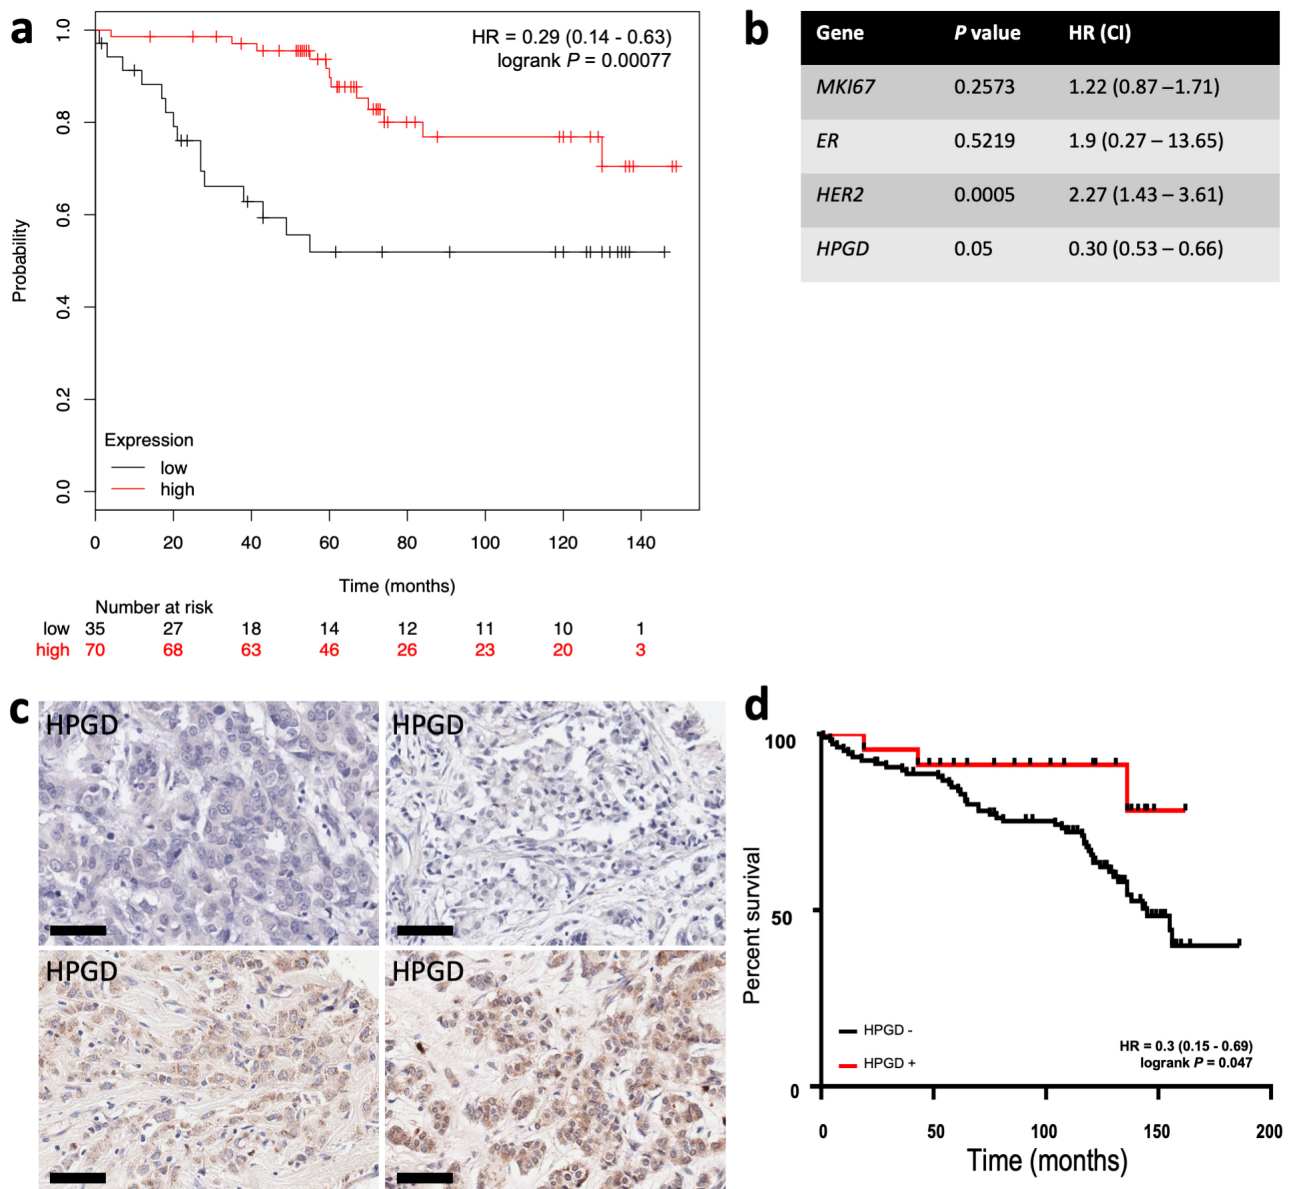 a
HR = 0.29 (0.14 - 0.63)
logrank P = 0.00077
Probability
1.0
0.8
0.6
0.4
0.2
0.0
Expression
low
high
0 20 40 60 80 100 120 140
Time (months)
Number at risk
low 35 27 18 14 12 11 10 1
high 70 68 63 46 26 23 20 3
b
Gene P value HR (CI)
MKI67 0.2573 1.22 (0.87 –1.71)
ER 0.5219 1.9 (0.27 – 13.65)
HER2 0.0005 2.27 (1.43 – 3.61)
HPGD 0.05 0.30 (0.53 – 0.66)
c
HPGD
HPGD
HPGD
HPGD
d
Percent survival
100
50
0
HPGD -
HPGD +
HR = 0.3 (0.15 - 0.69)
logrank P = 0.047
0 50 100 150 200
Time (months)